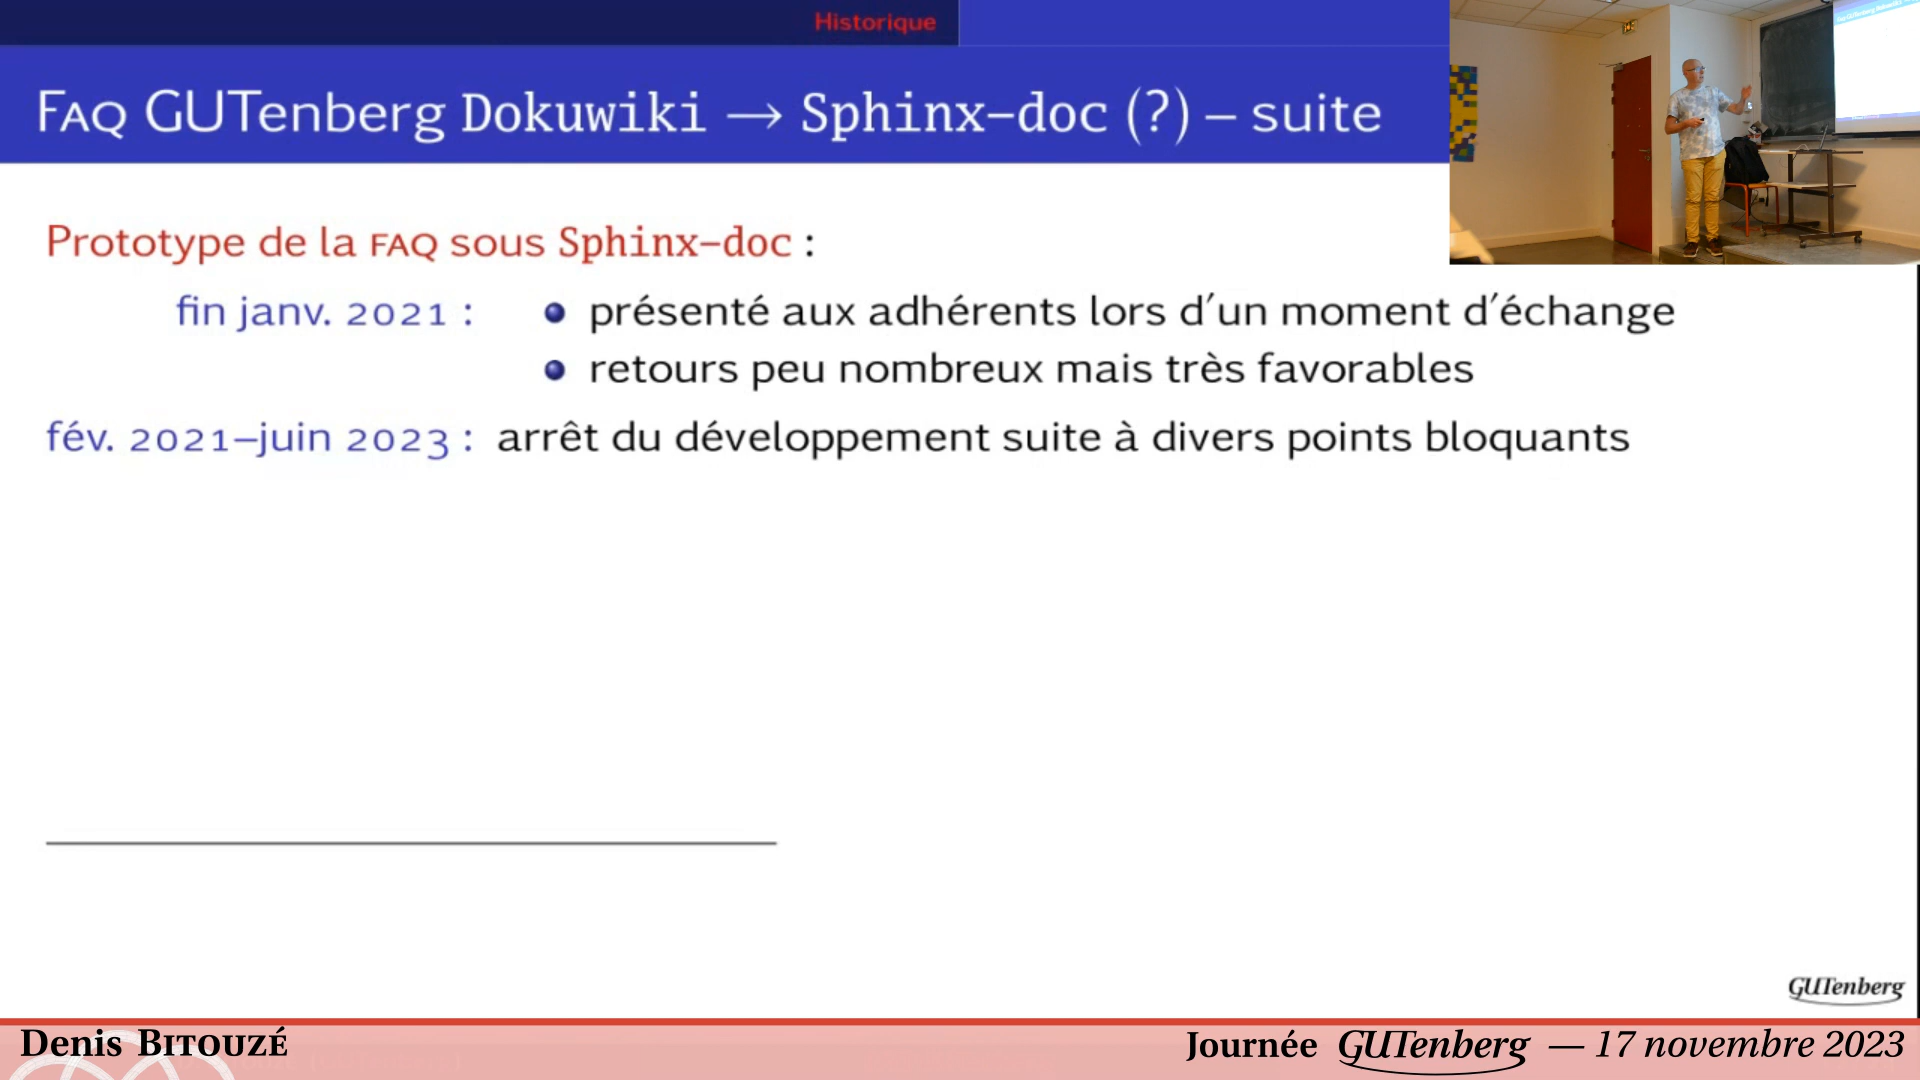 Historique
FAQ GUTenberg Dokuwiki → Sphinx-doc (?) – suite
Prototype de la FAQ sous Sphinx-doc :
fin janv. 2021 : • présenté aux adhérents lors d'un moment d'échange
• retours peu nombreux mais très favorables
fév. 2021–juin 2023 : arrêt du développement suite à divers points bloquants
GUTenberg
Denis BITOUZÉ
Journée GUTenberg — 17 novembre 2023